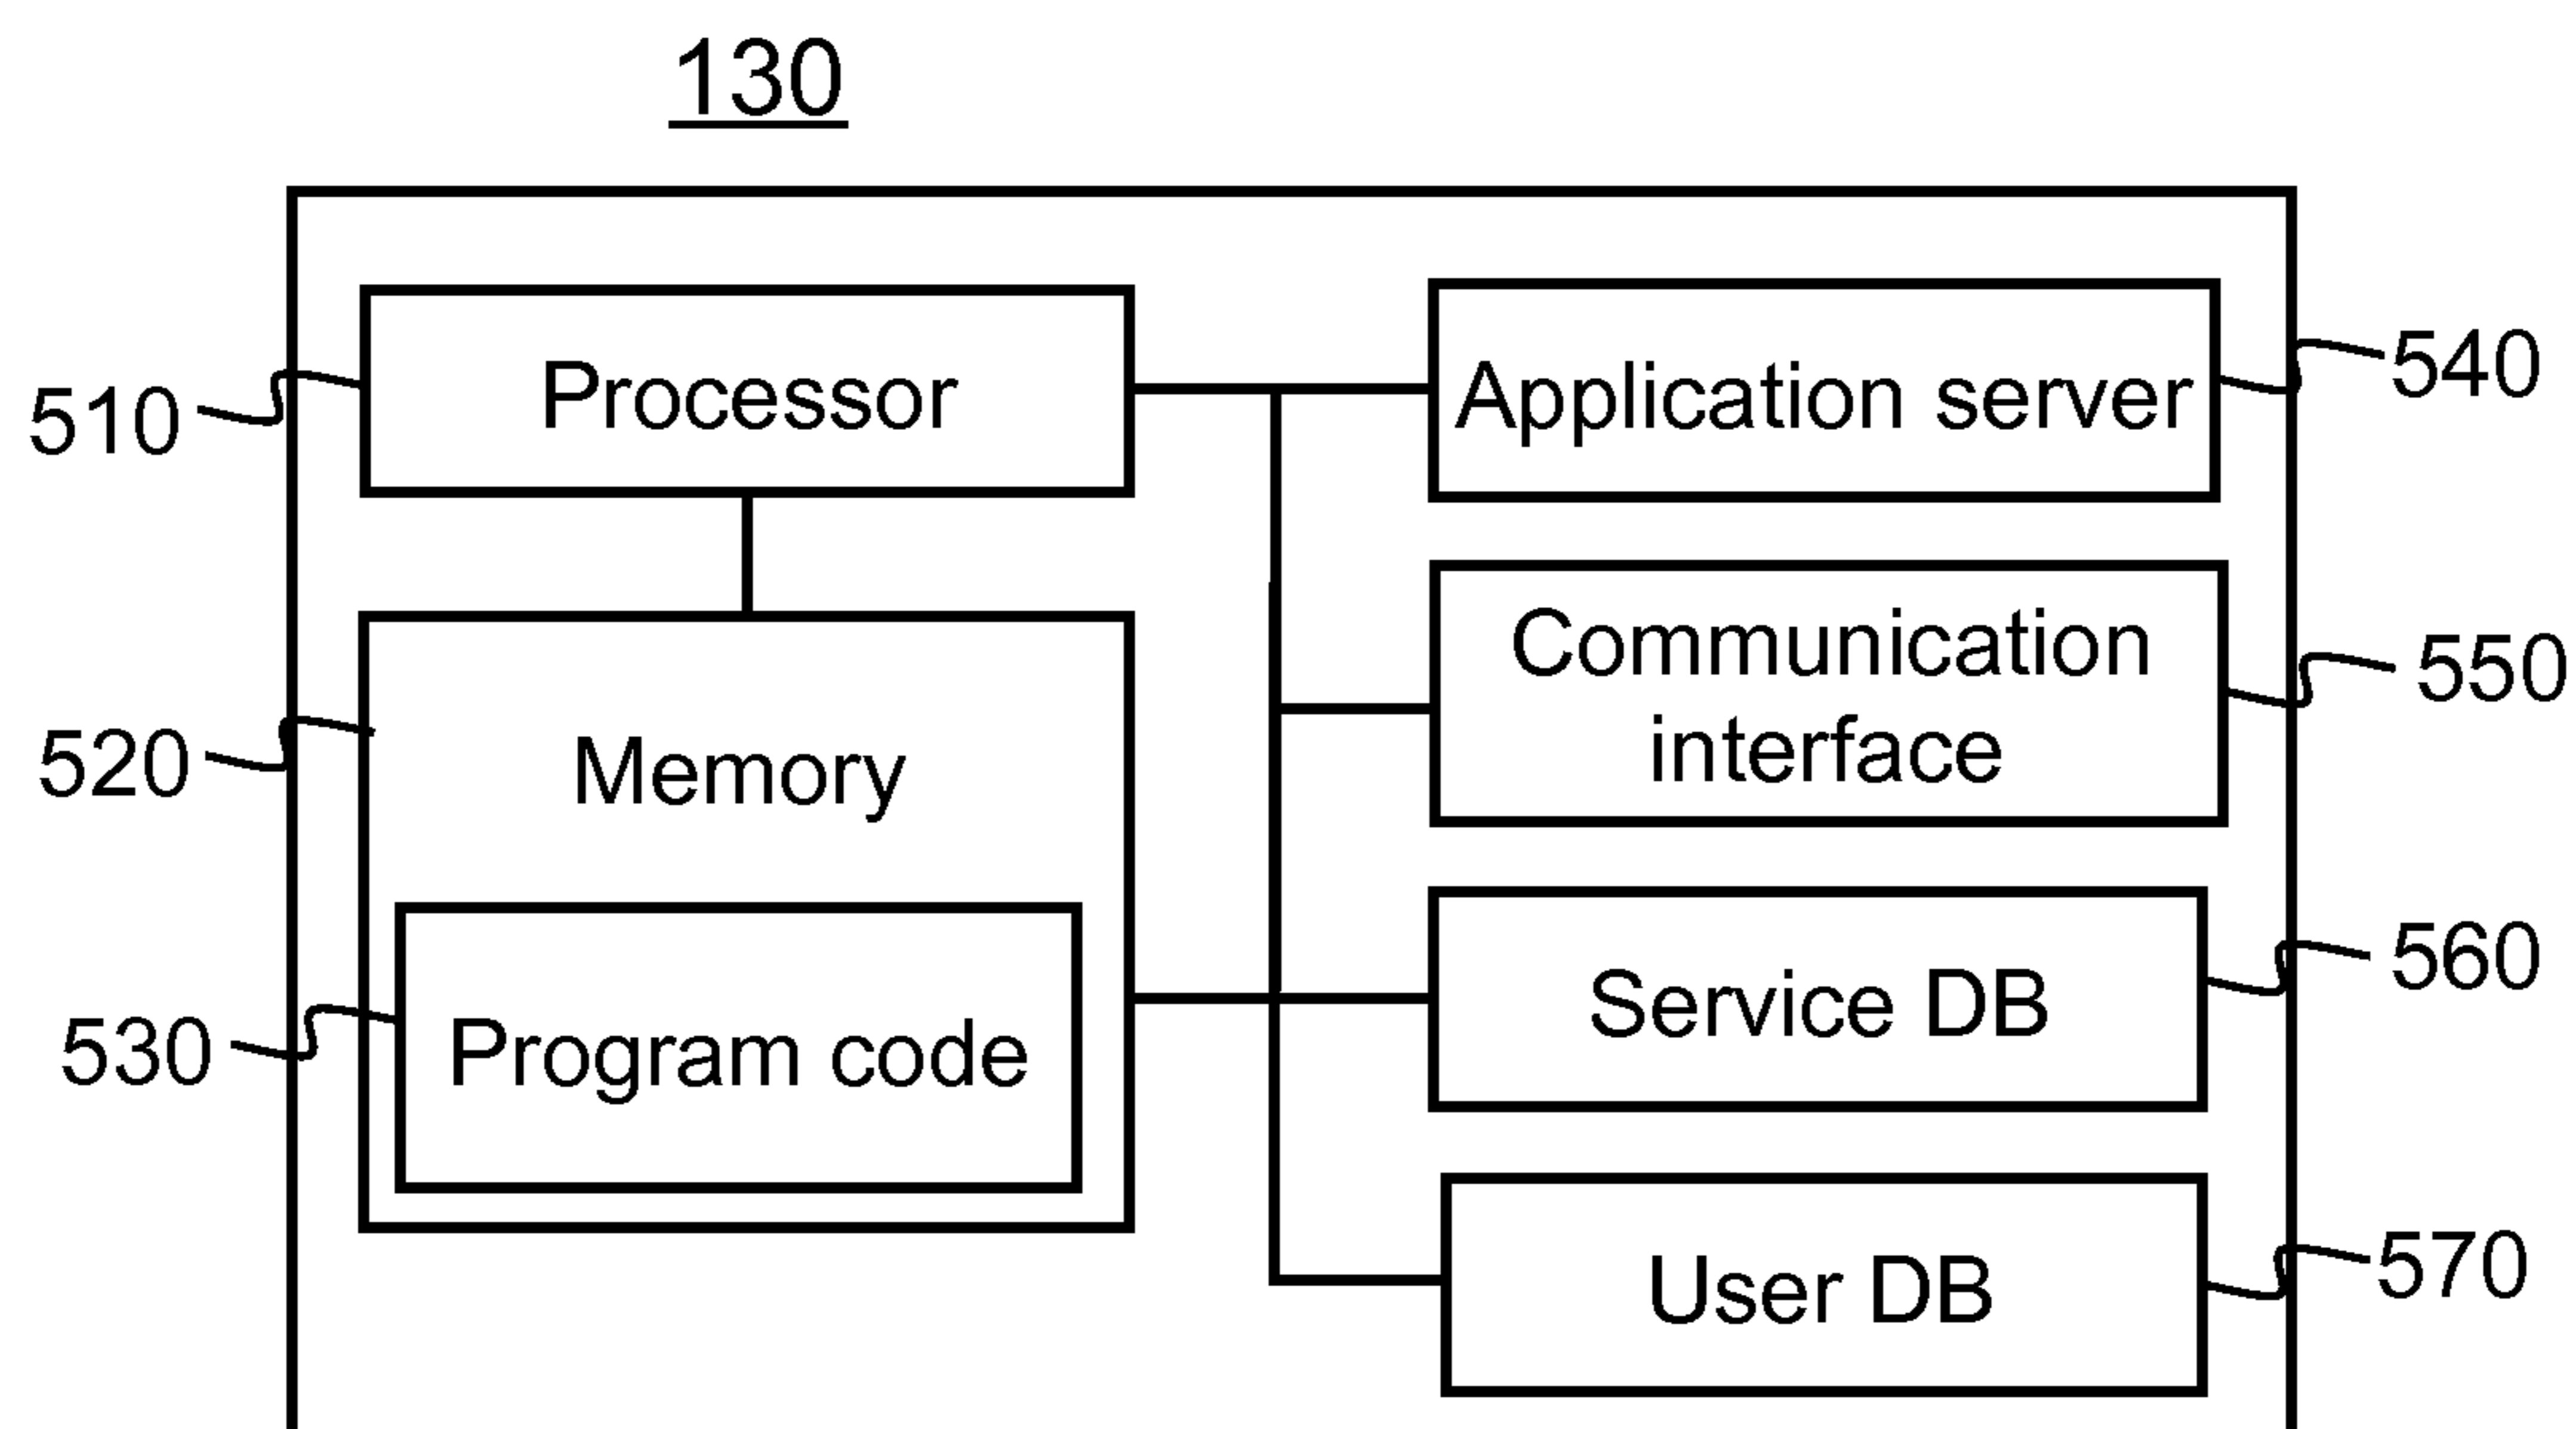 130
510
Processor
Application server
540
520
Memory
Communication
interface
550
530
Program code
Service DB
560
User DB
570